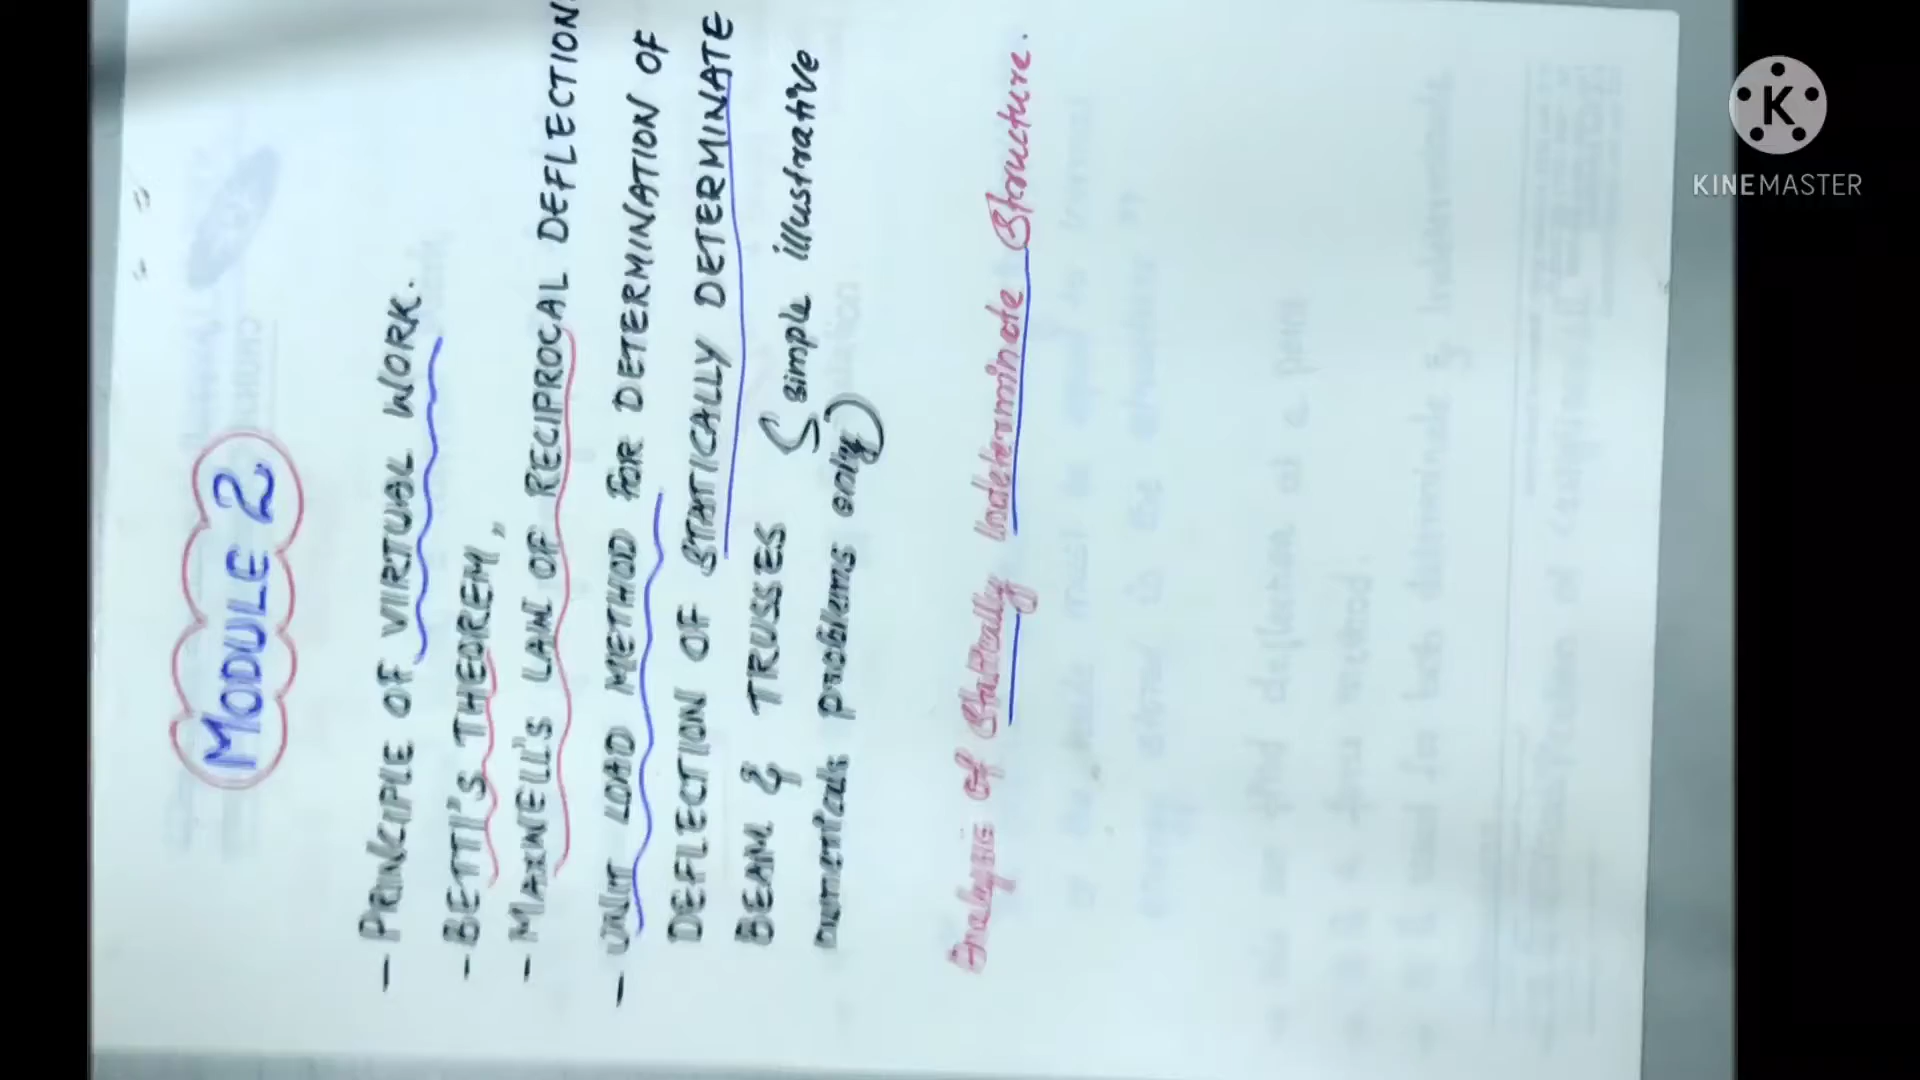 MODULE 2
- PRINCIPLE OF VIRTUAL WORK.
- BETTI'S THEOREM,
- MAXWELL'S LAW OF RECIPROCAL DEFLECTION
- UNIT LOAD METHOD FOR DETERMINATION OF
DEFLECTION OF STATICALLY DETERMINATE
BEAM & TRUSSES (simple illustrative
numericals problems only)
Analysis of Statically Indeterminate Structure.
KINEMASTER